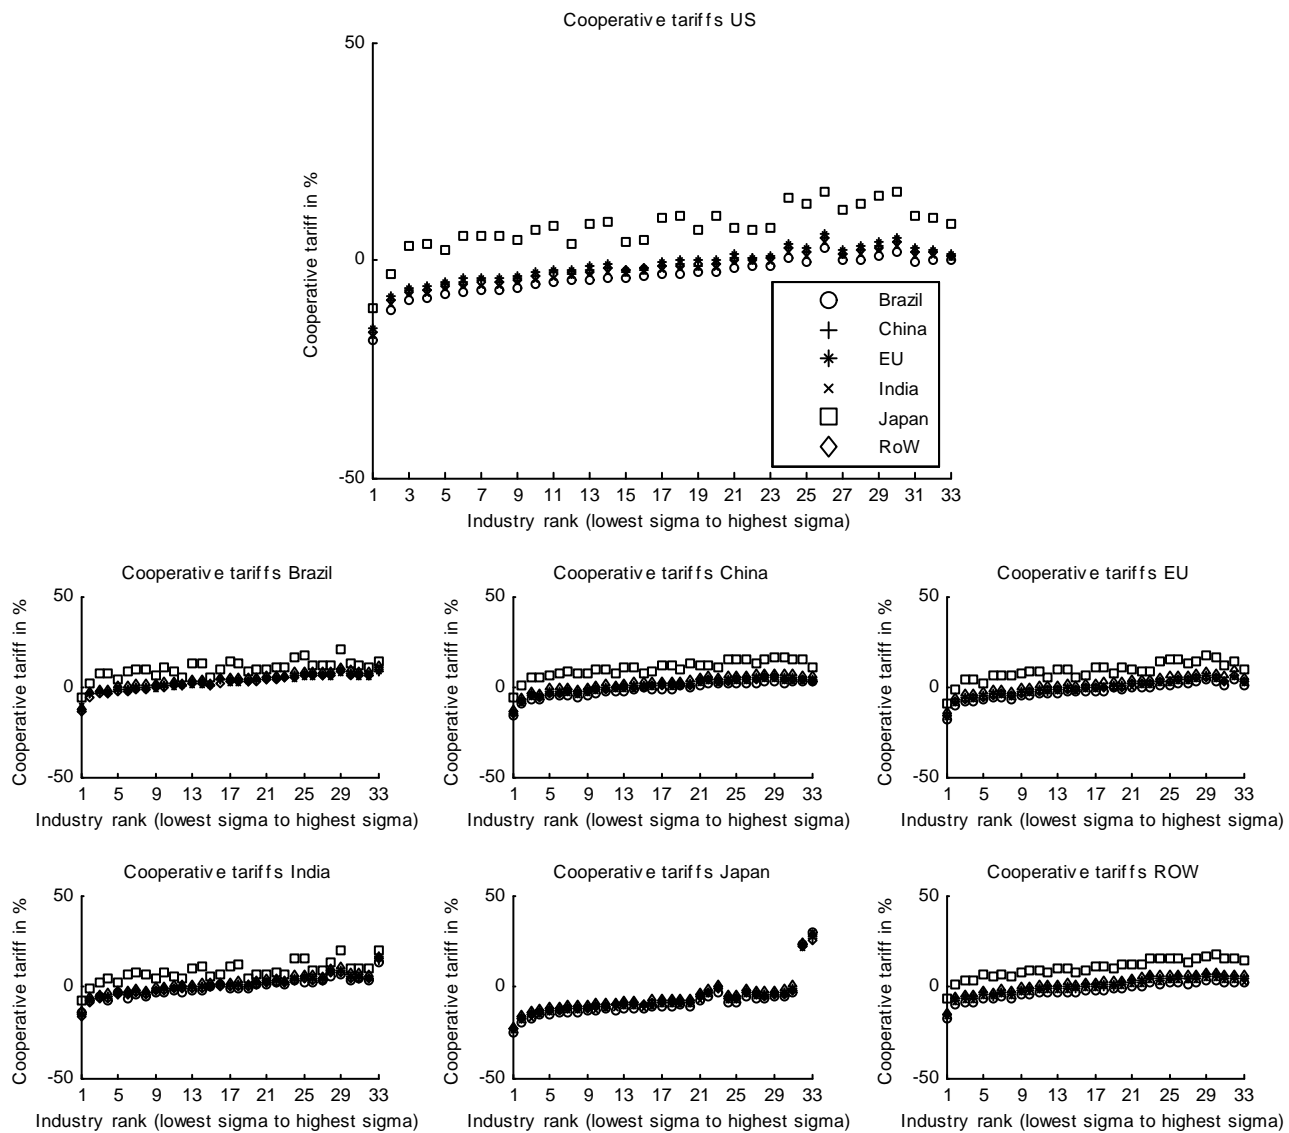 Cooperative tariffs US
50
0
-50
Cooperative tariff in %
Brazil
China
EU
India
Japan
RoW
1 3 5 7 9 11 13 15 17 19 21 23 25 27 29 31 33
Industry rank (lowest sigma to highest sigma)
Cooperative tariffs Brazil
50
0
-50
Cooperative tariff in %
1 5 9 13 17 21 25 29 33
Industry rank (lowest sigma to highest sigma)
Cooperative tariffs China
50
0
-50
Cooperative tariff in %
1 5 9 13 17 21 25 29 33
Industry rank (lowest sigma to highest sigma)
Cooperative tariffs EU
50
0
-50
Cooperative tariff in %
1 5 9 13 17 21 25 29 33
Industry rank (lowest sigma to highest sigma)
Cooperative tariffs India
50
0
-50
Cooperative tariff in %
1 5 9 13 17 21 25 29 33
Industry rank (lowest sigma to highest sigma)
Cooperative tariffs Japan
50
0
-50
Cooperative tariff in %
1 5 9 13 17 21 25 29 33
Industry rank (lowest sigma to highest sigma)
Cooperative tariffs ROW
50
0
-50
Cooperative tariff in %
1 5 9 13 17 21 25 29 33
Industry rank (lowest sigma to highest sigma)